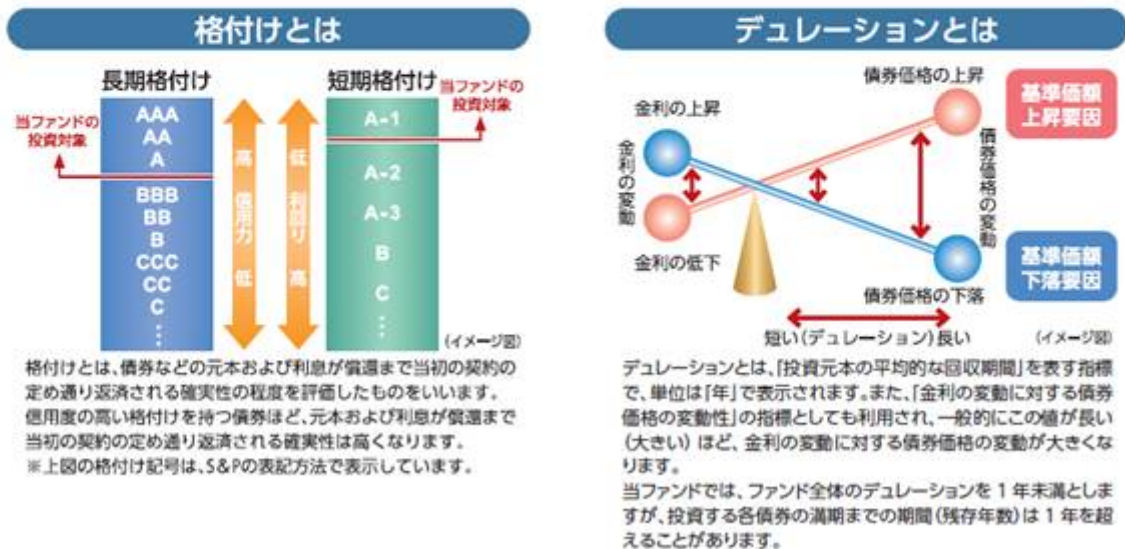 格付けとは
長期格付け
短期格付け
当ファンドの
投資対象
当ファンドの
投資対象
AAA
AA
A
BBB
BB
B
CCC
CC
C
⋮
高
信用力
低
低
利回り
高
A-1
A-2
A-3
B
C
⋮
(イメージ図)
格付けとは、債券などの元本および利息が償還まで当初の契約の
定め通り返済される確実性の程度を評価したものをいいます。
信用度の高い格付けを持つ債券ほど、元本および利息が償還まで
当初の契約の定め通り返済される確実性は高くなります。
※上図の格付け記号は、S&Pの表記方法で表示しています。
デュレーションとは
債券価格の上昇
金利の上昇
基準価額
上昇要因
金利の変動
債券価格の変動
金利の低下
基準価額
下落要因
債券価格の下落
短い(デュレーション)長い
(イメージ図)
デュレーションとは、「投資元本の平均的な回収期間」を表す指標
で、単位は「年」で表示されます。また、「金利の変動に対する債券
価格の変動性」の指標としても利用され、一般的にこの値が長い
(大きい)ほど、金利の変動に対する債券価格の変動が大きくな
ります。
当ファンドでは、ファンド全体のデュレーションを1年未満としま
すが、投資する各債券の満期までの期間(残存年数)は1年を超
えることがあります。